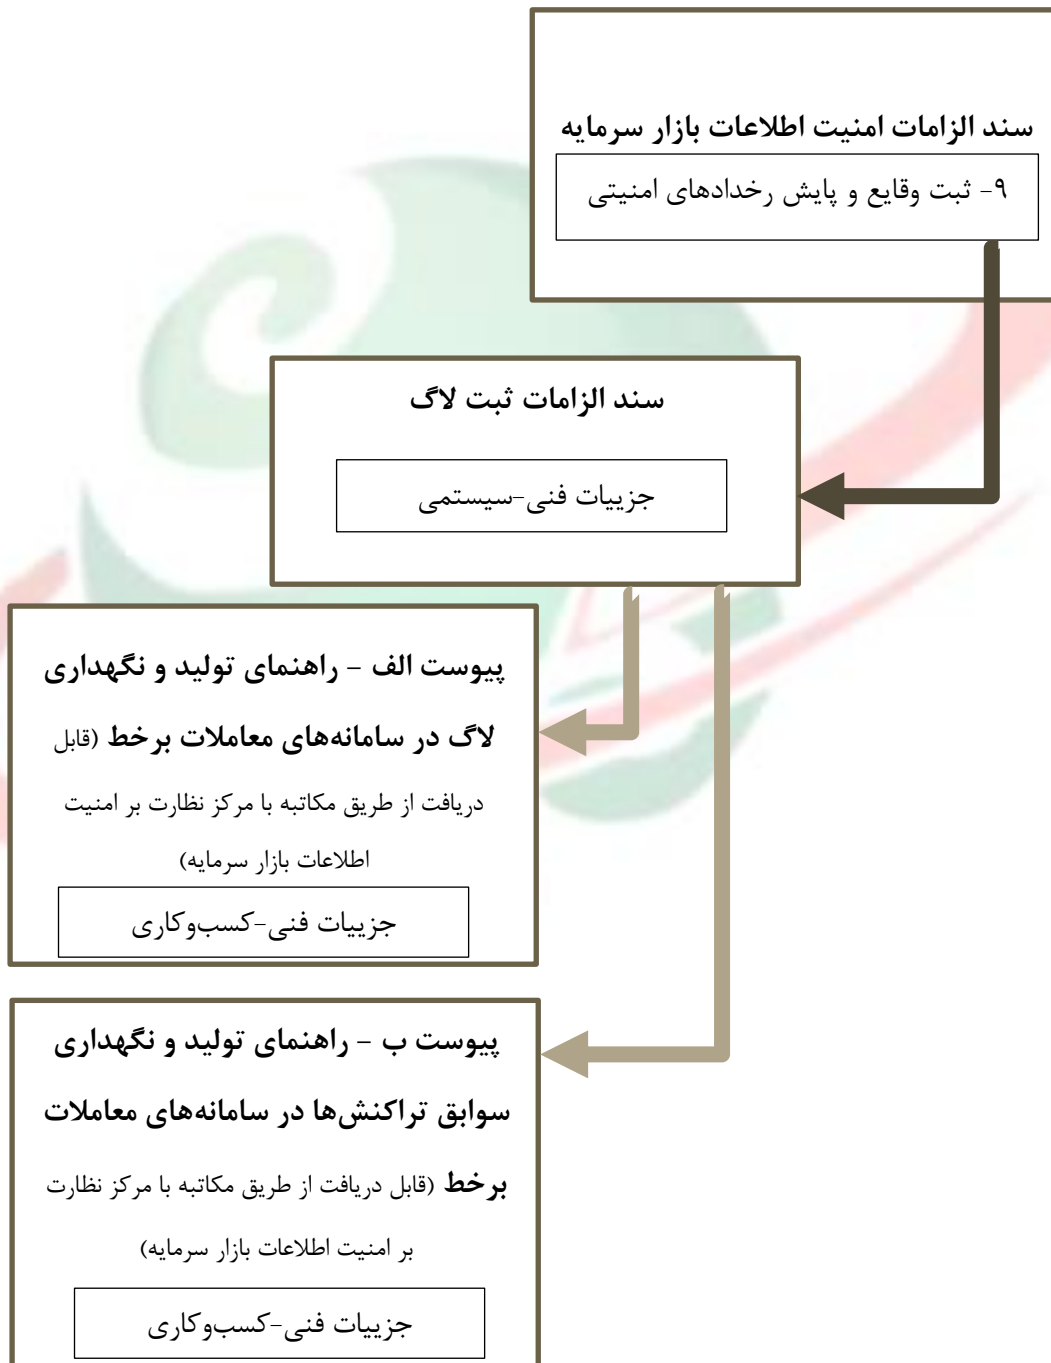 سند الزامات امنیت اطلاعات بازار سرمایه
۹- ثبت وقایع و پایش رخدادهای امنیتی
سند الزامات ثبت لاگ
جزییات فنی-سیستمی
پیوست الف – راهنمای تولید و نگهداری
لاگ در سامانه‌های معاملات برخط (قابل
دریافت از طریق مکاتبه با مرکز نظارت بر امنیت
اطلاعات بازار سرمایه)
جزییات فنی-کسب‌وکاری
پیوست ب – راهنمای تولید و نگهداری
سوابق تراکنش‌ها در سامانه‌های معاملات
برخط (قابل دریافت از طریق مکاتبه با مرکز نظارت
بر امنیت اطلاعات بازار سرمایه)
جزییات فنی-کسب‌وکاری